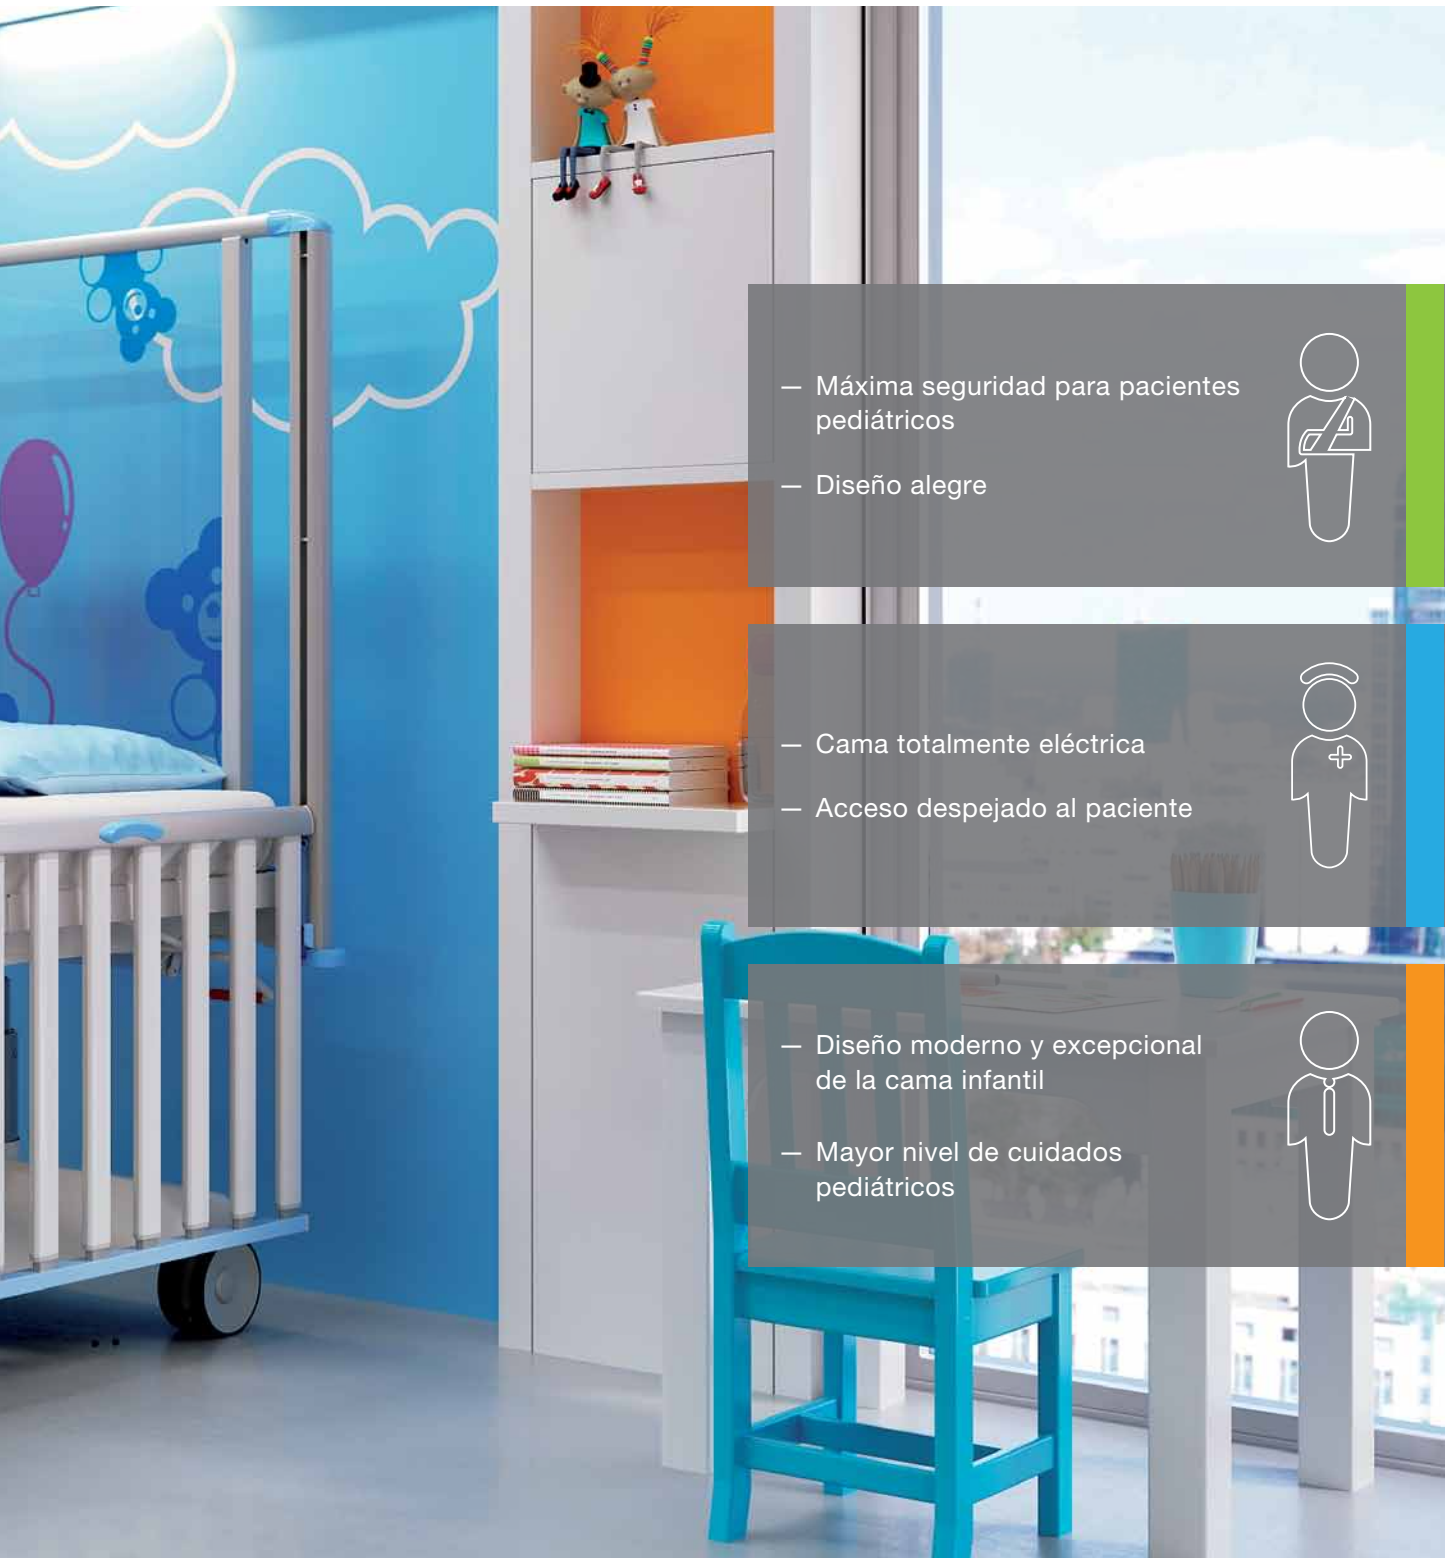 — Máxima seguridad para pacientes
pediátricos
— Diseño alegre
— Cama totalmente eléctrica
— Acceso despejado al paciente
— Diseño moderno y excepcional
de la cama infantil
— Mayor nivel de cuidados
pediátricos